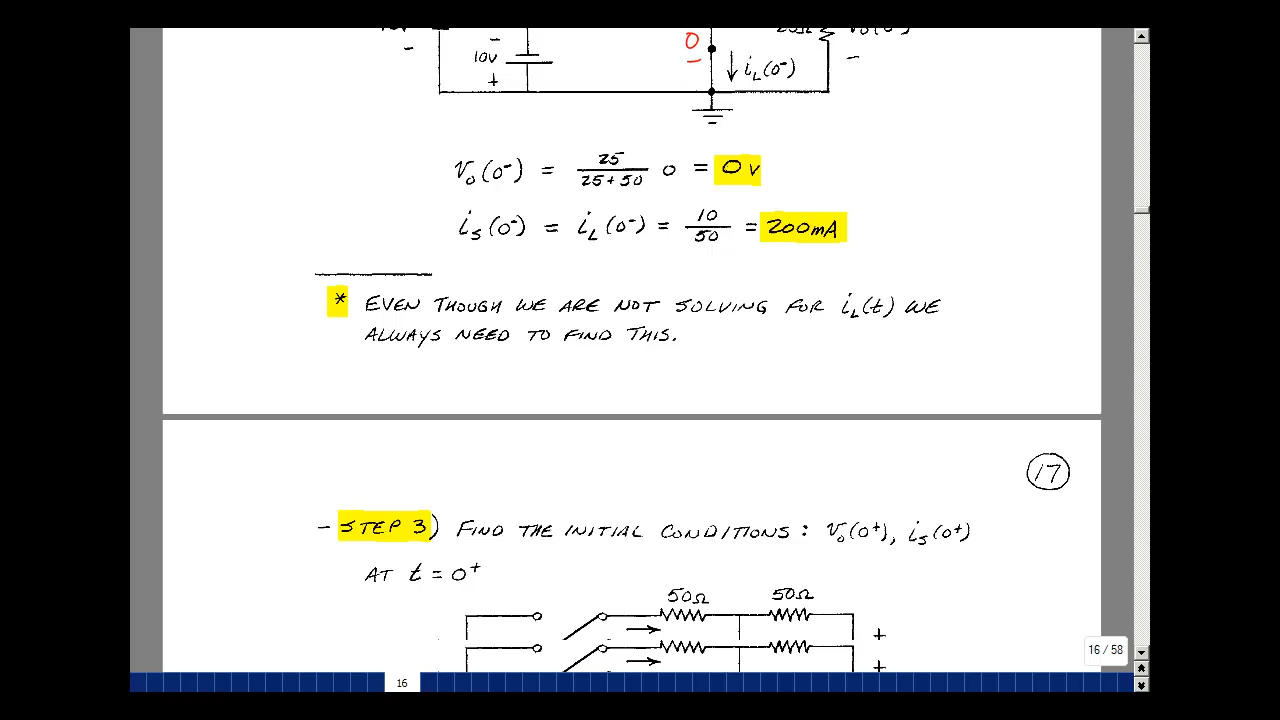 10V
−
+
0
−
iL(0⁻)
−
Vo(0⁻) = 25/(25+50) 0 = 0V
iS(0⁻) = iL(0⁻) = 10/50 = 200mA
* EVEN THOUGH WE ARE NOT SOLVING FOR iL(t) WE
ALWAYS NEED TO FIND THIS.
17
- STEP 3) FIND THE INITIAL CONDITIONS: Vo(0⁺), iS(0⁺)
AT t = 0⁺
50Ω 50Ω
+
+
16 / 58
16